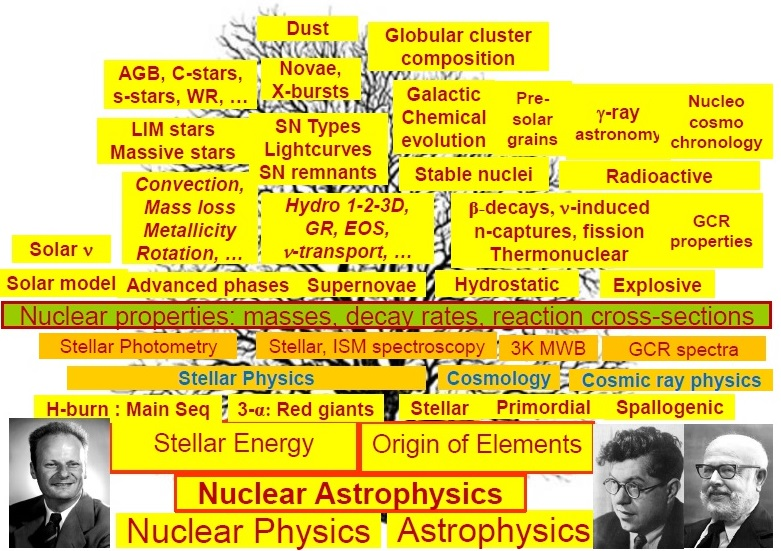 Dust
Globular cluster
composition
AGB, C-stars,
s-stars, WR, …
Novae,
X-bursts
Galactic
Chemical
evolution
Pre-
solar
grains
γ-ray
astronomy
Nucleo
cosmo
chronology
LIM stars
Massive stars
SN Types
Lightcurves
SN remnants
Stable nuclei
Radioactive
Convection,
Mass loss
Metallicity
Rotation, …
Hydro 1-2-3D,
GR, EOS,
ν-transport, …
β-decays, ν-induced
n-captures, fission
Thermonuclear
GCR
properties
Solar ν
Solar model
Advanced phases
Supernovae
Hydrostatic
Explosive
Nuclear properties: masses, decay rates, reaction cross-sections
Stellar Photometry
Stellar, ISM spectroscopy
3K MWB
GCR spectra
Stellar Physics
Cosmology
Cosmic ray physics
H-burn : Main Seq
3-α: Red giants
Stellar
Primordial
Spallogenic
Stellar Energy
Origin of Elements
Nuclear Astrophysics
Nuclear Physics
Astrophysics